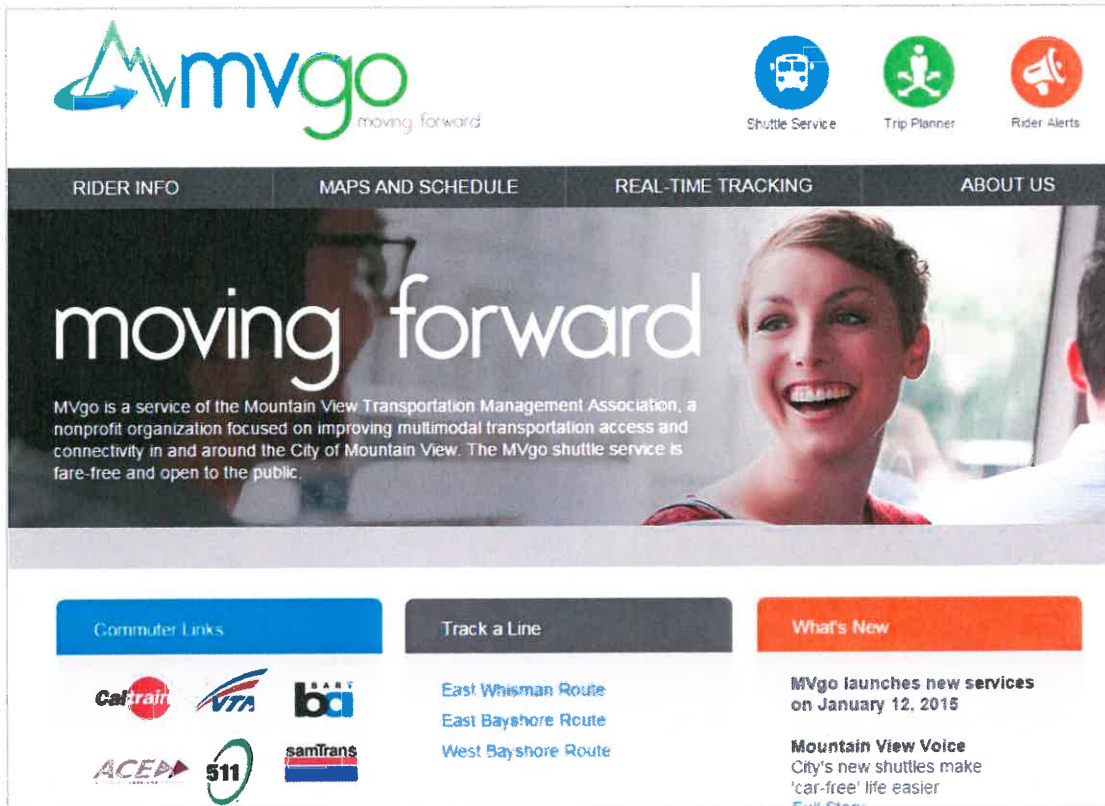 mvgo
moving forward
Shuttle Service
Trip Planner
Rider Alerts
RIDER INFO
MAPS AND SCHEDULE
REAL-TIME TRACKING
ABOUT US
moving forward
MVgo is a service of the Mountain View Transportation Management Association, a
nonprofit organization focused on improving multimodal transportation access and
connectivity in and around the City of Mountain View. The MVgo shuttle service is
fare-free and open to the public.
Commuter Links
Caltrain
VTA
BART
ba
ACE
511
samTrans
Track a Line
East Whisman Route
East Bayshore Route
West Bayshore Route
What's New
MVgo launches new services
on January 12, 2015
Mountain View Voice
City's new shuttles make
'car-free' life easier
Full Story